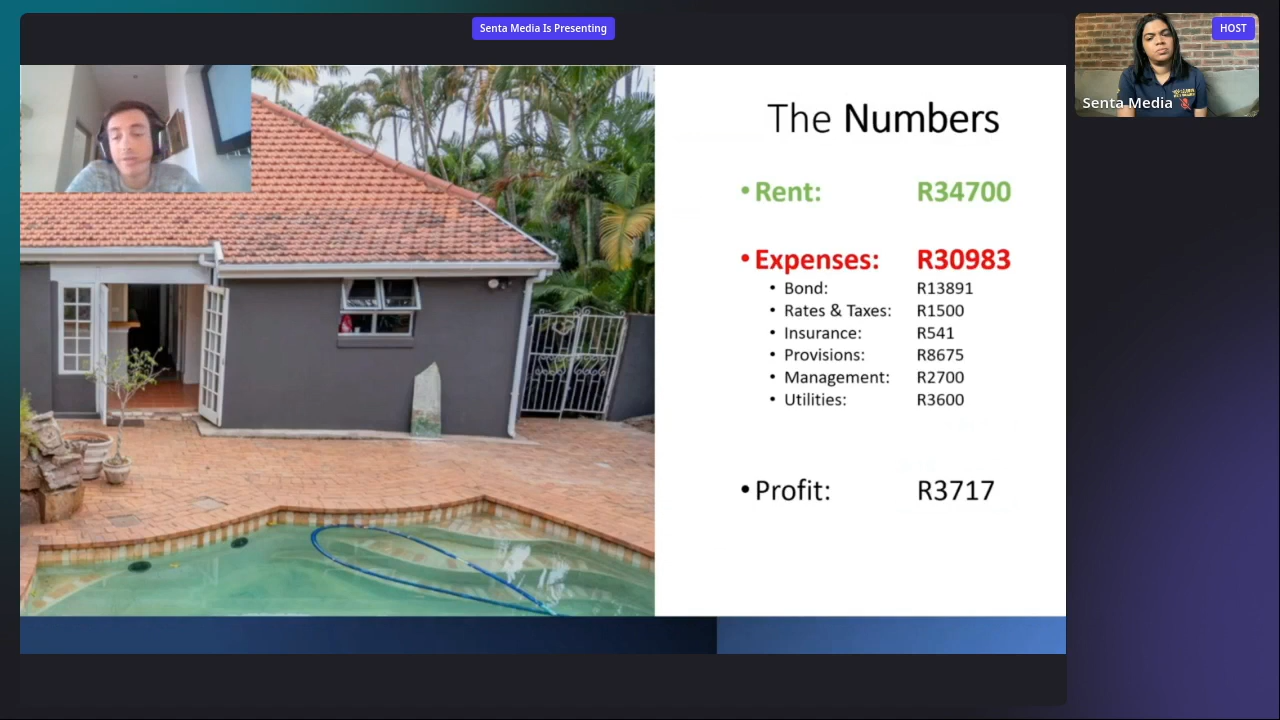 Senta Media Is Presenting
HOST
Senta Media
The Numbers
• Rent: R34700
• Expenses: R30983
• Bond: R13891
• Rates & Taxes: R1500
• Insurance: R541
• Provisions: R8675
• Management: R2700
• Utilities: R3600
• Profit: R3717